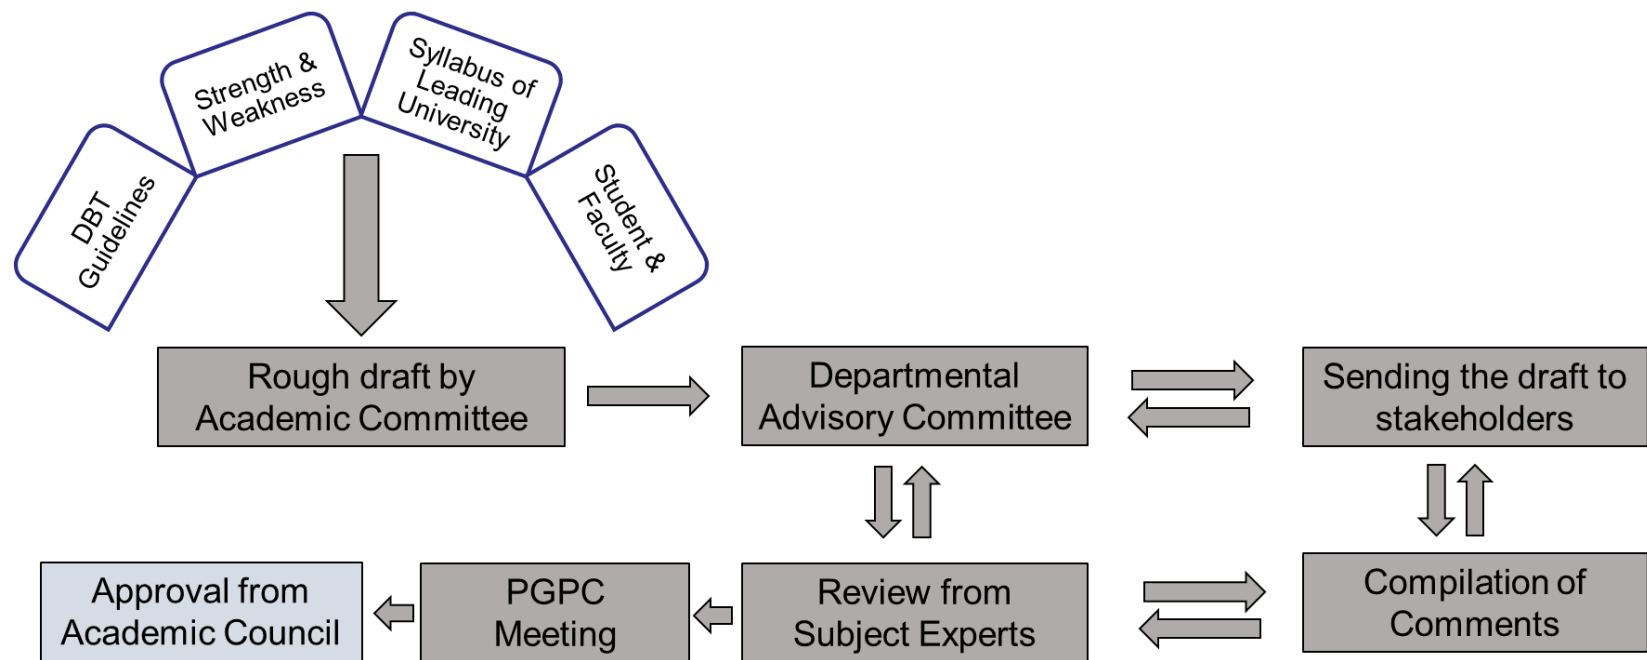 DBT
Guidelines
Strength &
Weakness
Syllabus of
Leading
University
Student &
Faculty
Rough draft by
Academic Committee
Departmental
Advisory Committee
Sending the draft to
stakeholders
Approval from
Academic Council
PGPC
Meeting
Review from
Subject Experts
Compilation of
Comments